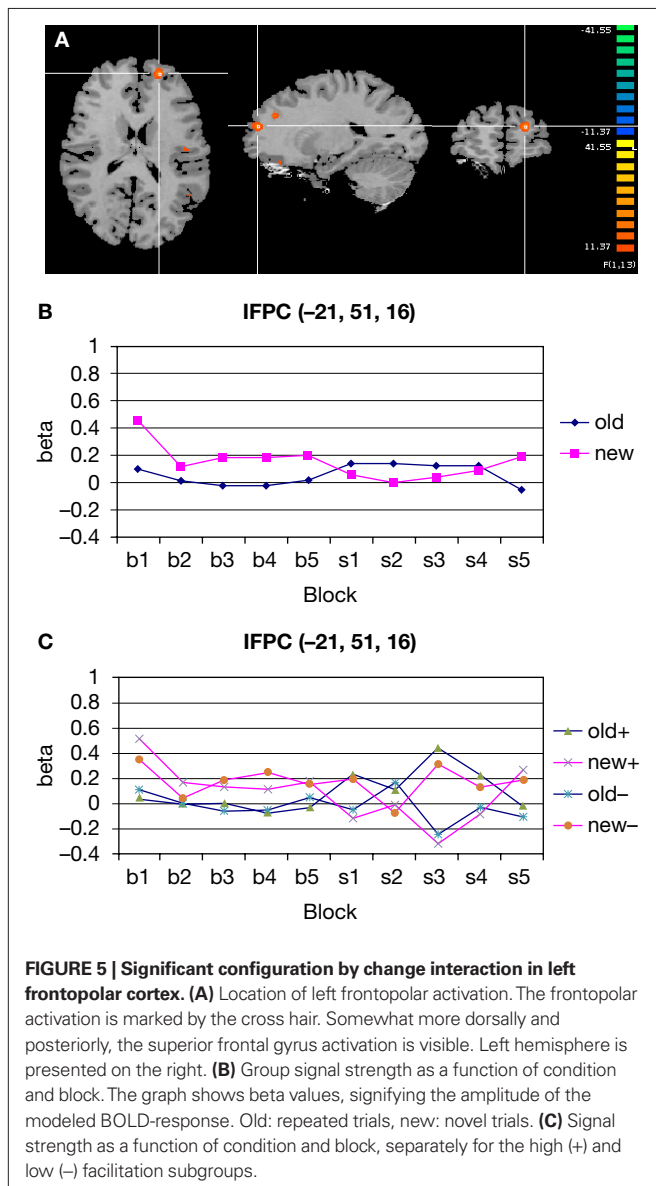 A
-41.55
-11.37
41.55
11.37
F(1,13)
B
lFPC (–21, 51, 16)
1
0.8
0.6
0.4
0.2
0
–0.2
–0.4
beta
b1 b2 b3 b4 b5 s1 s2 s3 s4 s5
Block
old
new
C
lFPC (–21, 51, 16)
1
0.8
0.6
0.4
0.2
0
–0.2
–0.4
beta
b1 b2 b3 b4 b5 s1 s2 s3 s4 s5
Block
old+
new+
old–
new–
FIGURE 5 | Significant configuration by change interaction in left
frontopolar cortex. (A) Location of left frontopolar activation. The frontopolar
activation is marked by the cross hair. Somewhat more dorsally and
posteriorly, the superior frontal gyrus activation is visible. Left hemisphere is
presented on the right. (B) Group signal strength as a function of condition
and block. The graph shows beta values, signifying the amplitude of the
modeled BOLD-response. Old: repeated trials, new: novel trials. (C) Signal
strength as a function of condition and block, separately for the high (+) and
low (–) facilitation subgroups.